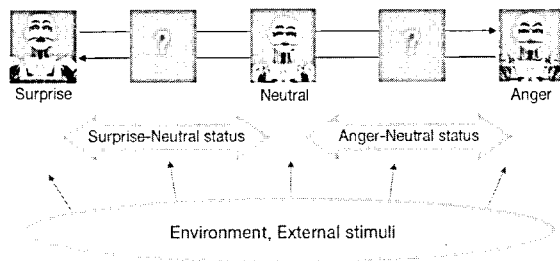 ?
?
Surprise
Neutral
Anger
Surprise-Neutral status
Anger-Neutral status
Environment, External stimuli